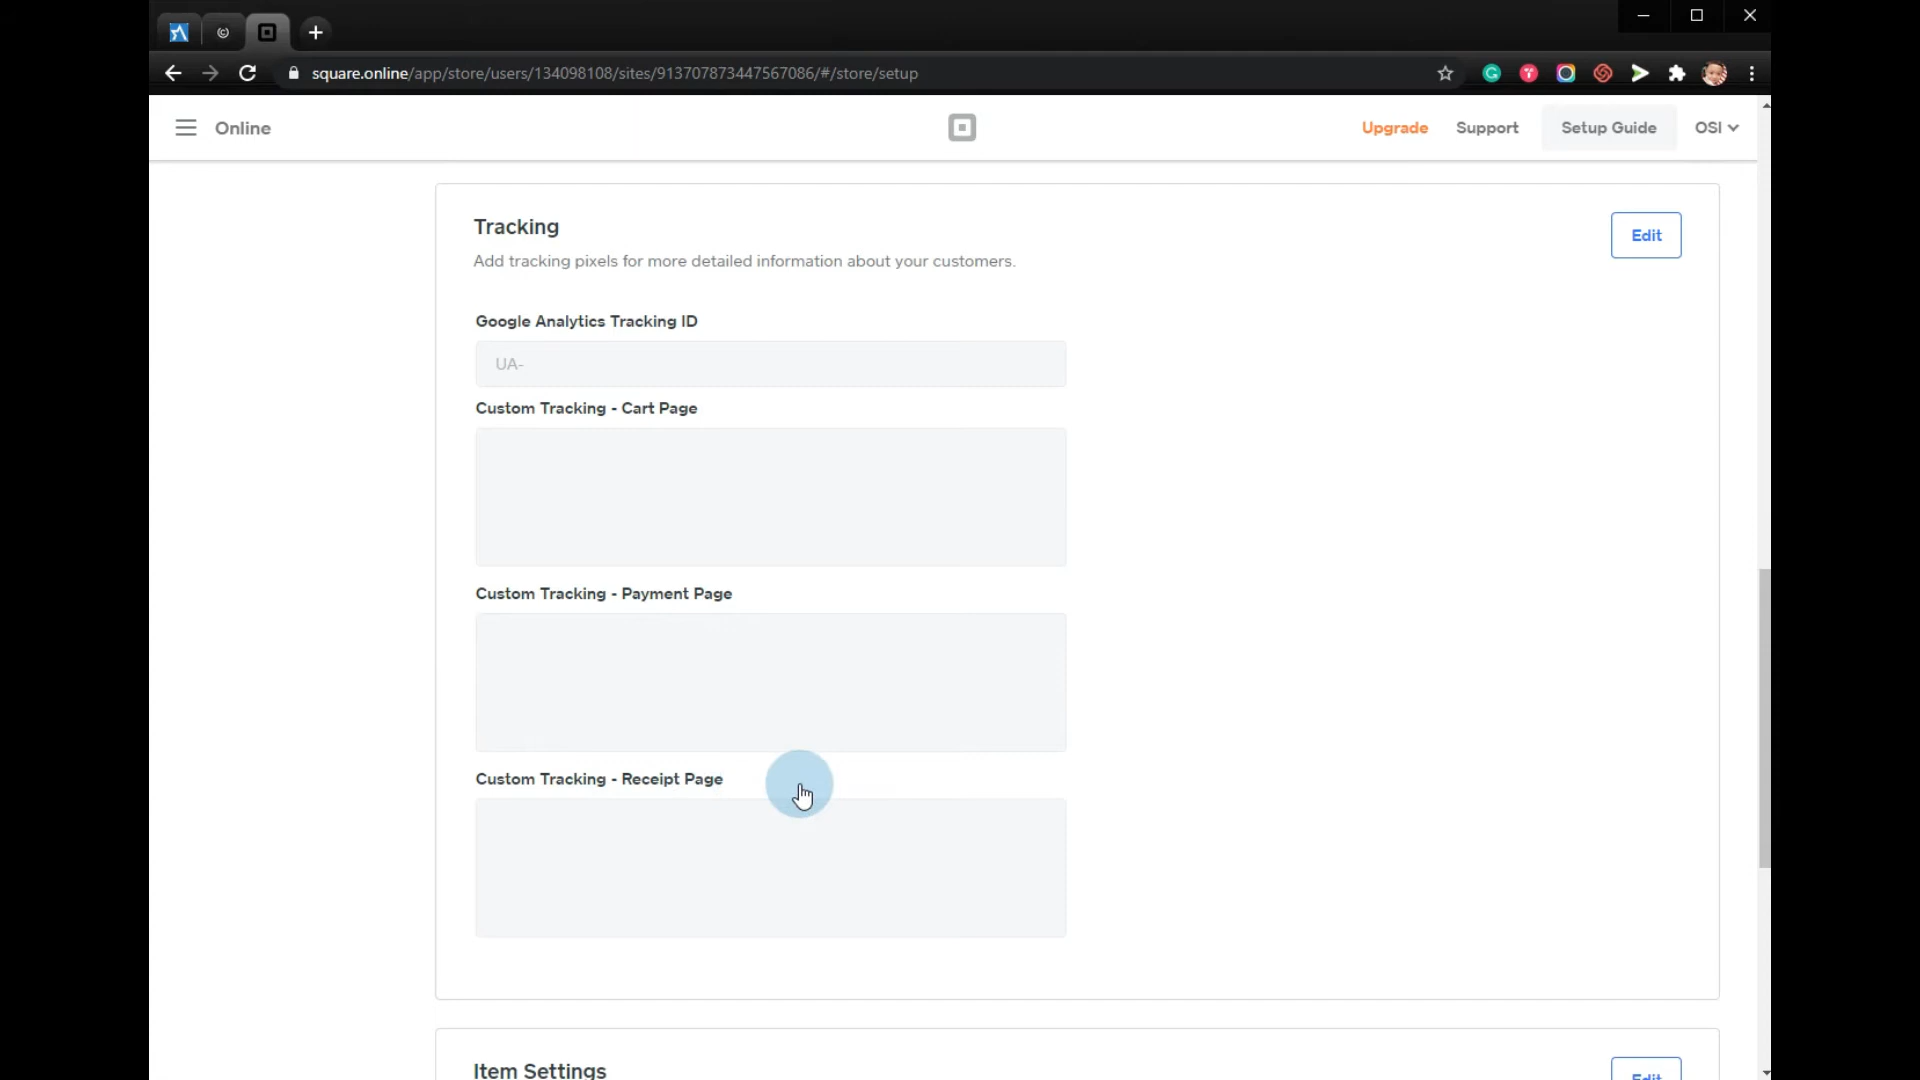 square.online/app/store/users/134098108/sites/913707873447567086/#/store/setup
Online
Upgrade
Support
Setup Guide
OSI
Tracking
Edit
Add tracking pixels for more detailed information about your customers.
Google Analytics Tracking ID
UA-
Custom Tracking - Cart Page
Custom Tracking - Payment Page
Custom Tracking - Receipt Page
Item Settings
Edit